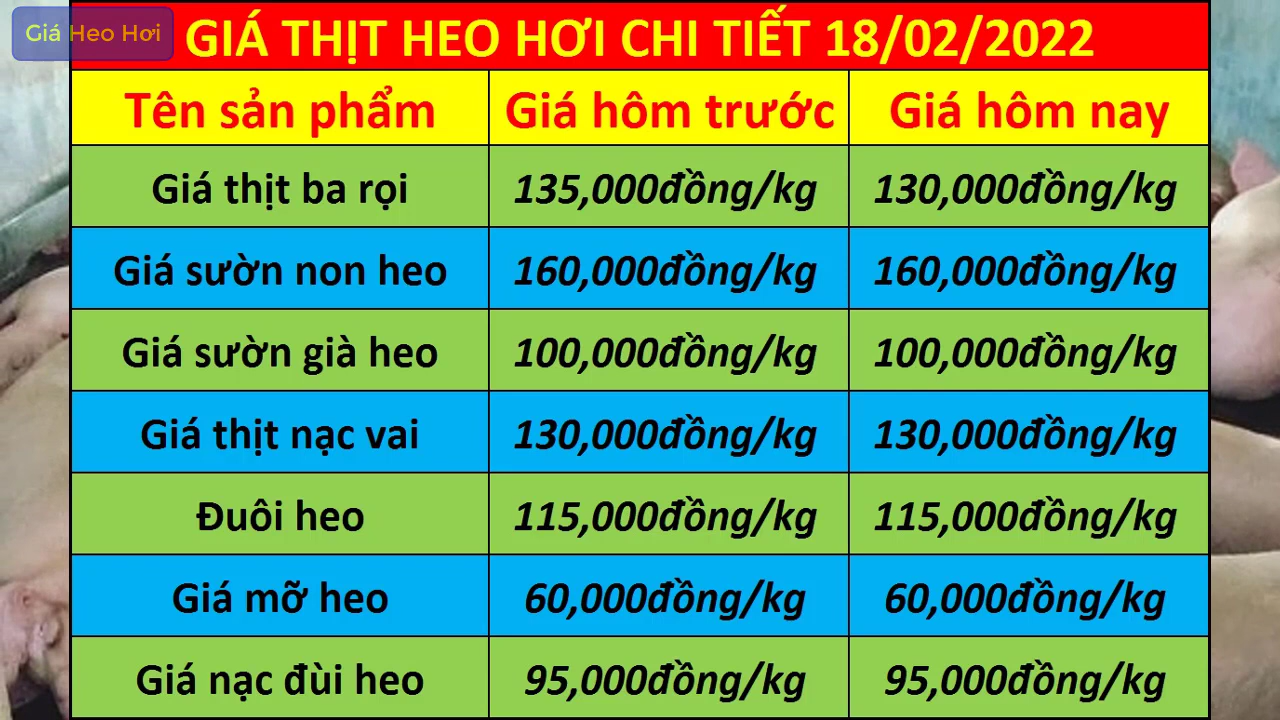 Giá Heo Hơi
GIÁ THỊT HEO HƠI CHI TIẾT 18/02/2022
Tên sản phẩm Giá hôm trước Giá hôm nay
Giá thịt ba rọi 135,000đồng/kg 130,000đồng/kg
Giá sườn non heo 160,000đồng/kg 160,000đồng/kg
Giá sườn già heo 100,000đồng/kg 100,000đồng/kg
Giá thịt nạc vai 130,000đồng/kg 130,000đồng/kg
Đuôi heo 115,000đồng/kg 115,000đồng/kg
Giá mỡ heo 60,000đồng/kg 60,000đồng/kg
Giá nạc đùi heo 95,000đồng/kg 95,000đồng/kg